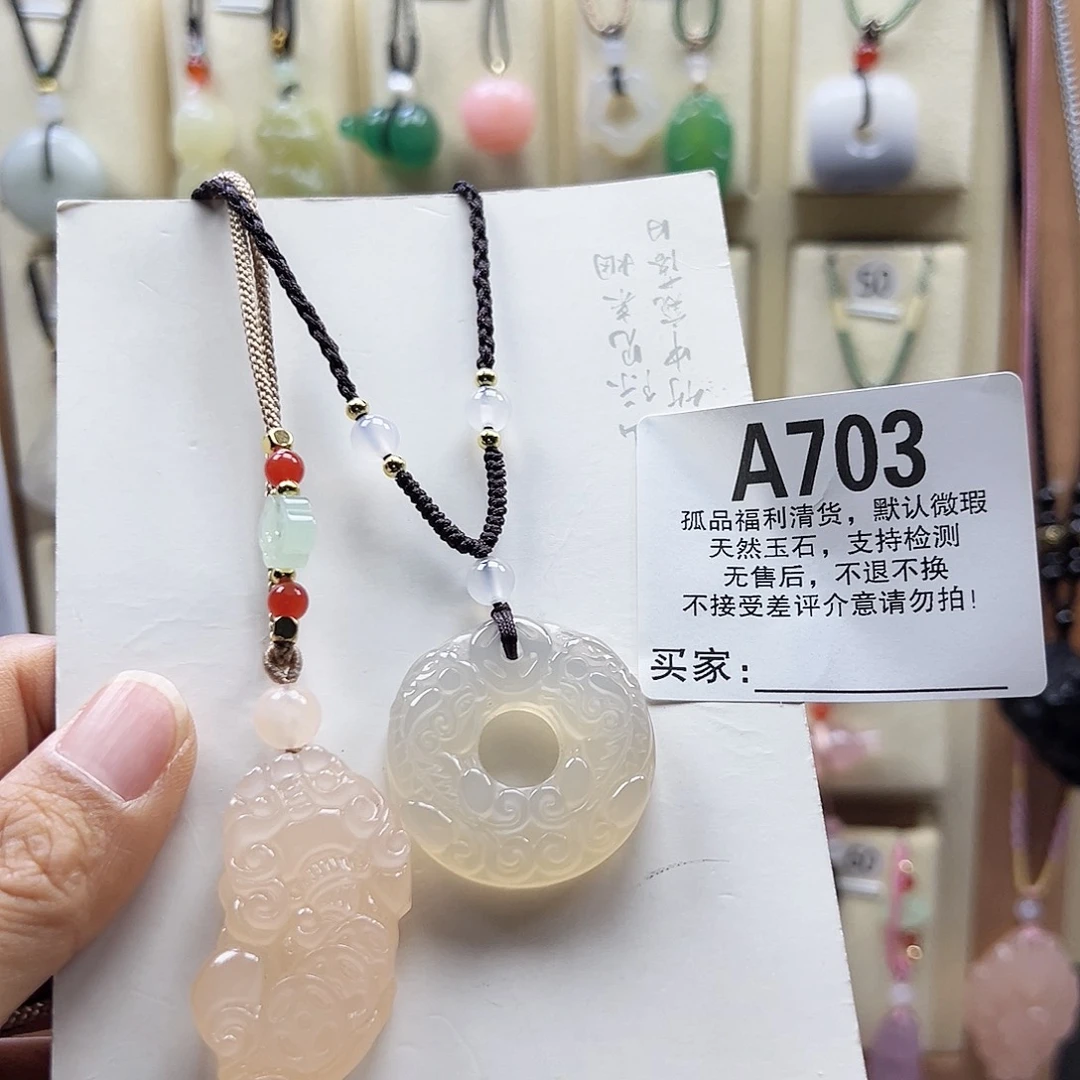 50
A703
孤品福利清货，默认微瑕
天然玉石，支持检测
无售后，不退不换
不接受差评介意请勿拍！
买家：
60